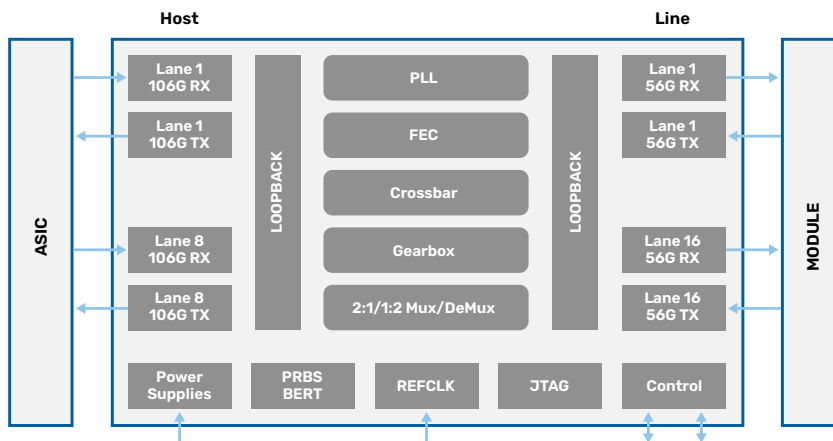 Host
Line
ASIC
Lane 1
106G RX
Lane 1
106G TX
Lane 8
106G RX
Lane 8
106G TX
LOOPBACK
PLL
FEC
Crossbar
Gearbox
2:1/1:2 Mux/DeMux
LOOPBACK
Lane 1
56G RX
Lane 1
56G TX
Lane 16
56G RX
Lane 16
56G TX
MODULE
Power
Supplies
PRBS
BERT
REFCLK
JTAG
Control